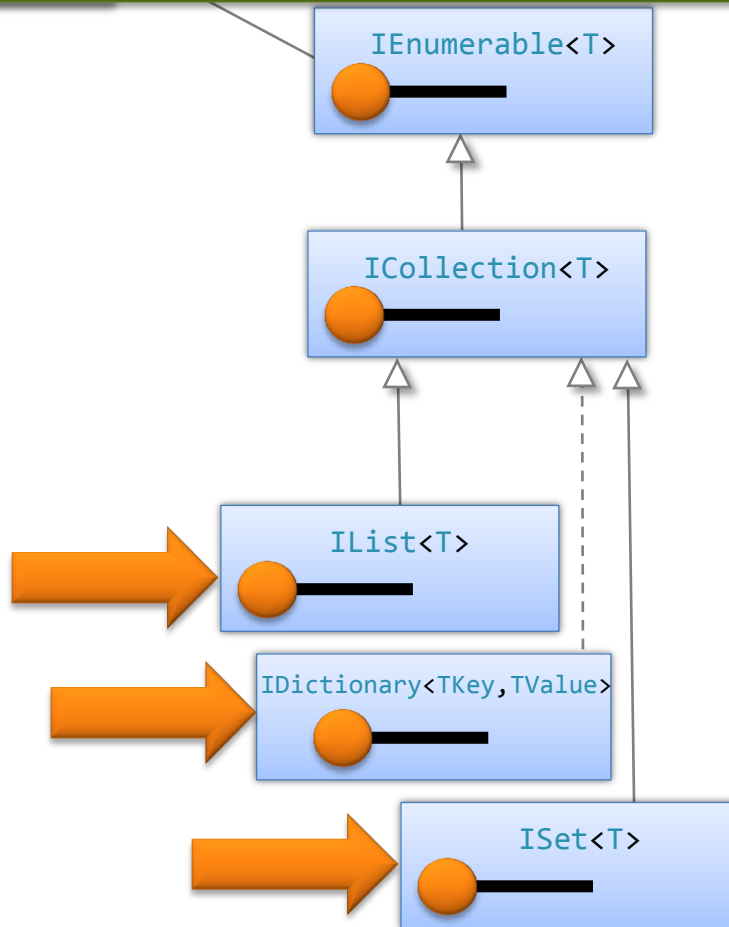 IEnumerable<T>
ICollection<T>
IList<T>
IDictionary<TKey,TValue>
ISet<T>